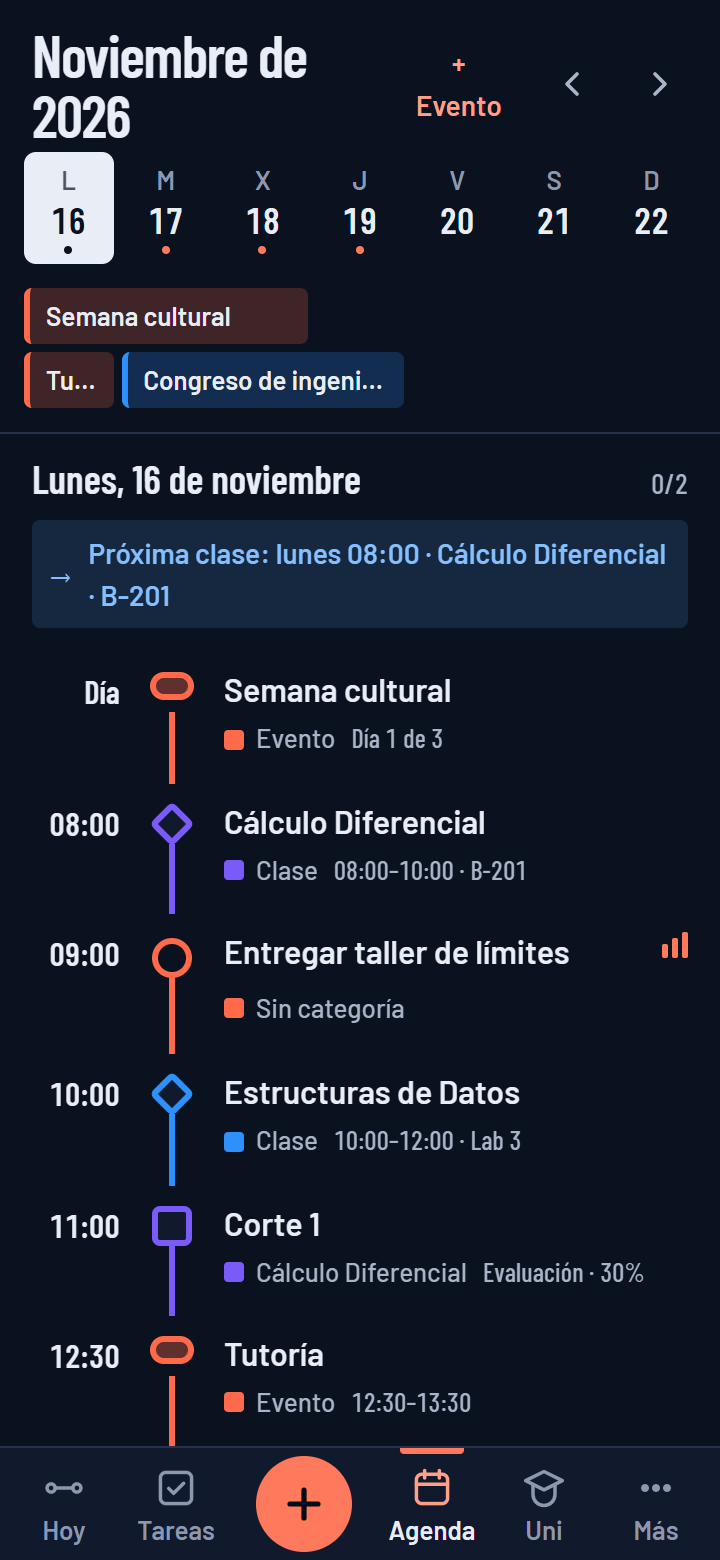 Noviembre de
2026
+
Evento
L M X J V S D
16 17 18 19 20 21 22
Semana cultural
Tu... Congreso de ingeni...
Lunes, 16 de noviembre 0/2
→ Próxima clase: lunes 08:00 · Cálculo Diferencial
· B-201
Día Semana cultural
Evento Día 1 de 3
08:00 Cálculo Diferencial
Clase 08:00–10:00 · B-201
09:00 Entregar taller de límites
Sin categoría
10:00 Estructuras de Datos
Clase 10:00–12:00 · Lab 3
11:00 Corte 1
Cálculo Diferencial Evaluación · 30%
12:30 Tutoría
Evento 12:30–13:30
Hoy Tareas + Agenda Uni Más